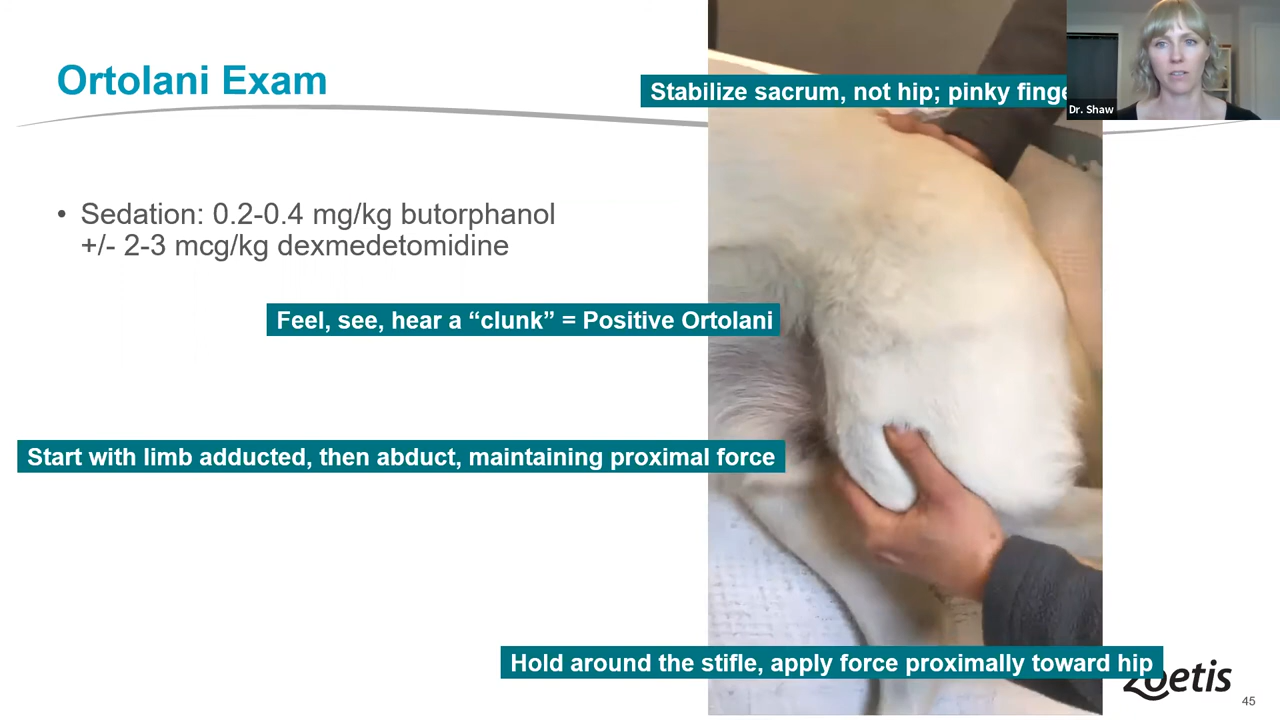 Ortolani Exam
Stabilize sacrum, not hip; pinky
Dr. Shaw
• Sedation: 0.2-0.4 mg/kg butorphanol
+/- 2-3 mcg/kg dexmedetomidine
Feel, see, hear a “clunk” = Positive Ortolani
Start with limb adducted, then abduct, maintaining proximal force
Hold around the stifle, apply force proximally toward hip
zoetis
45